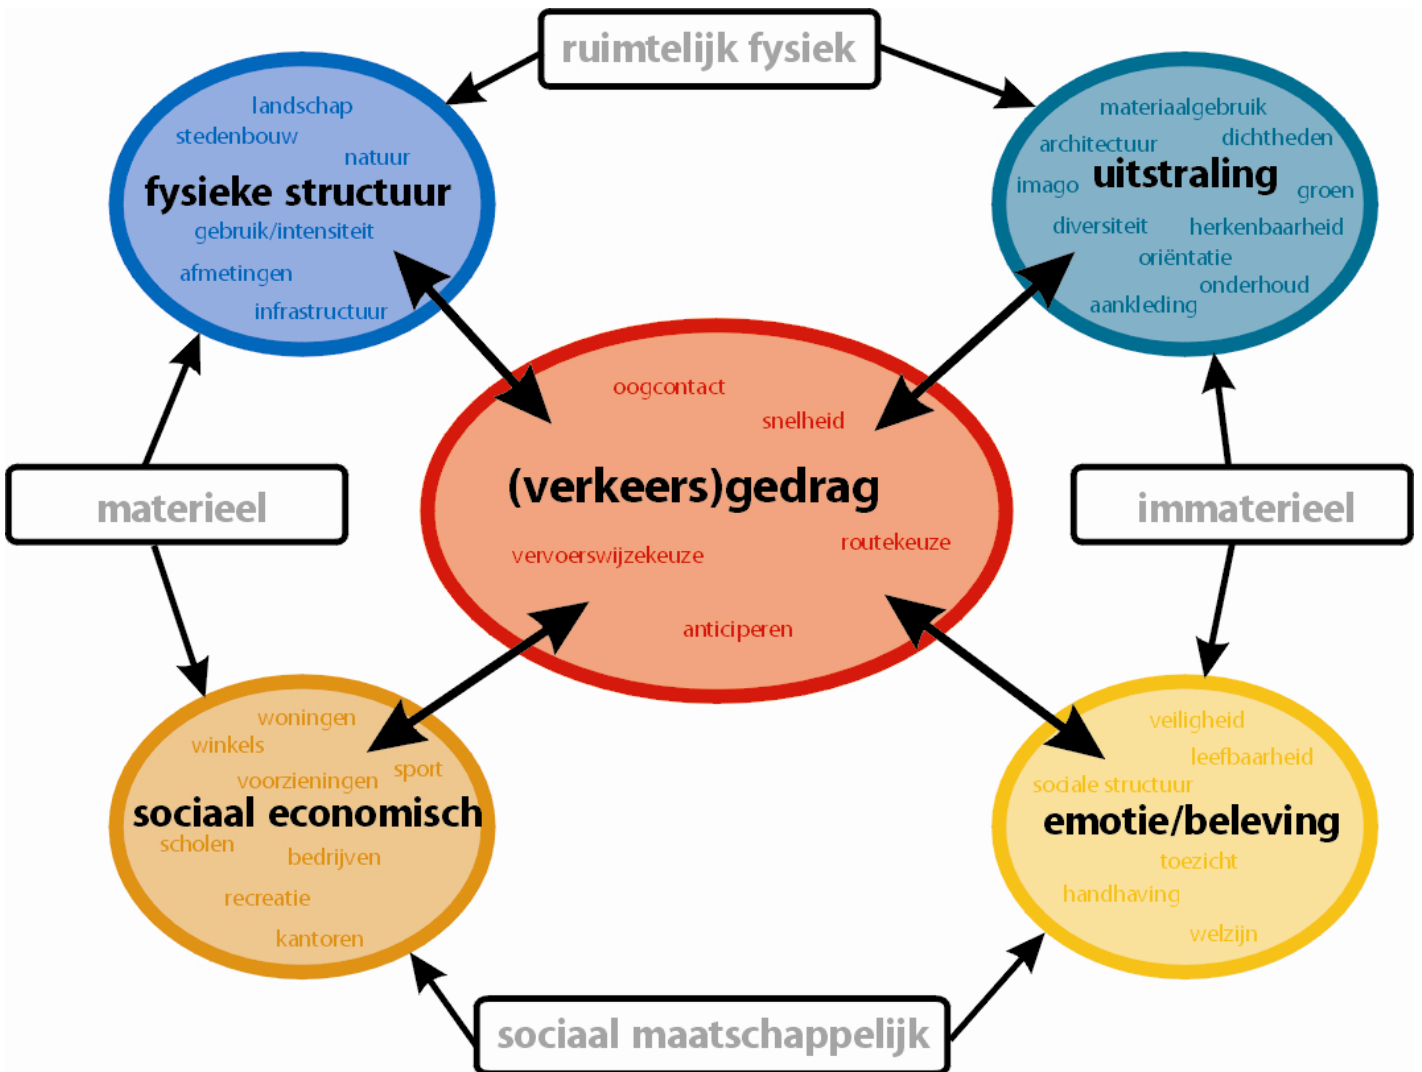 ruimtelijk fysiek
landschap
stedenbouw
natuur
fysieke structuur
gebruik/intensiteit
afmetingen
infrastructuur
materiaalgebruik
architectuur
dichtheden
uitstraling
imago
groen
diversiteit
herkenbaarheid
oriëntatie
onderhoud
aankleding
oogcontact
snelheid
(verkeers)gedrag
routekeuze
vervoerswijzekeuze
anticiperen
materieel
immaterieel
woningen
winkels
sport
voorzieningen
sociaal economisch
scholen
bedrijven
recreatie
kantoren
veiligheid
leefbaarheid
sociale structuur
emotie/beleving
toezicht
handhaving
welzijn
sociaal maatschappelijk